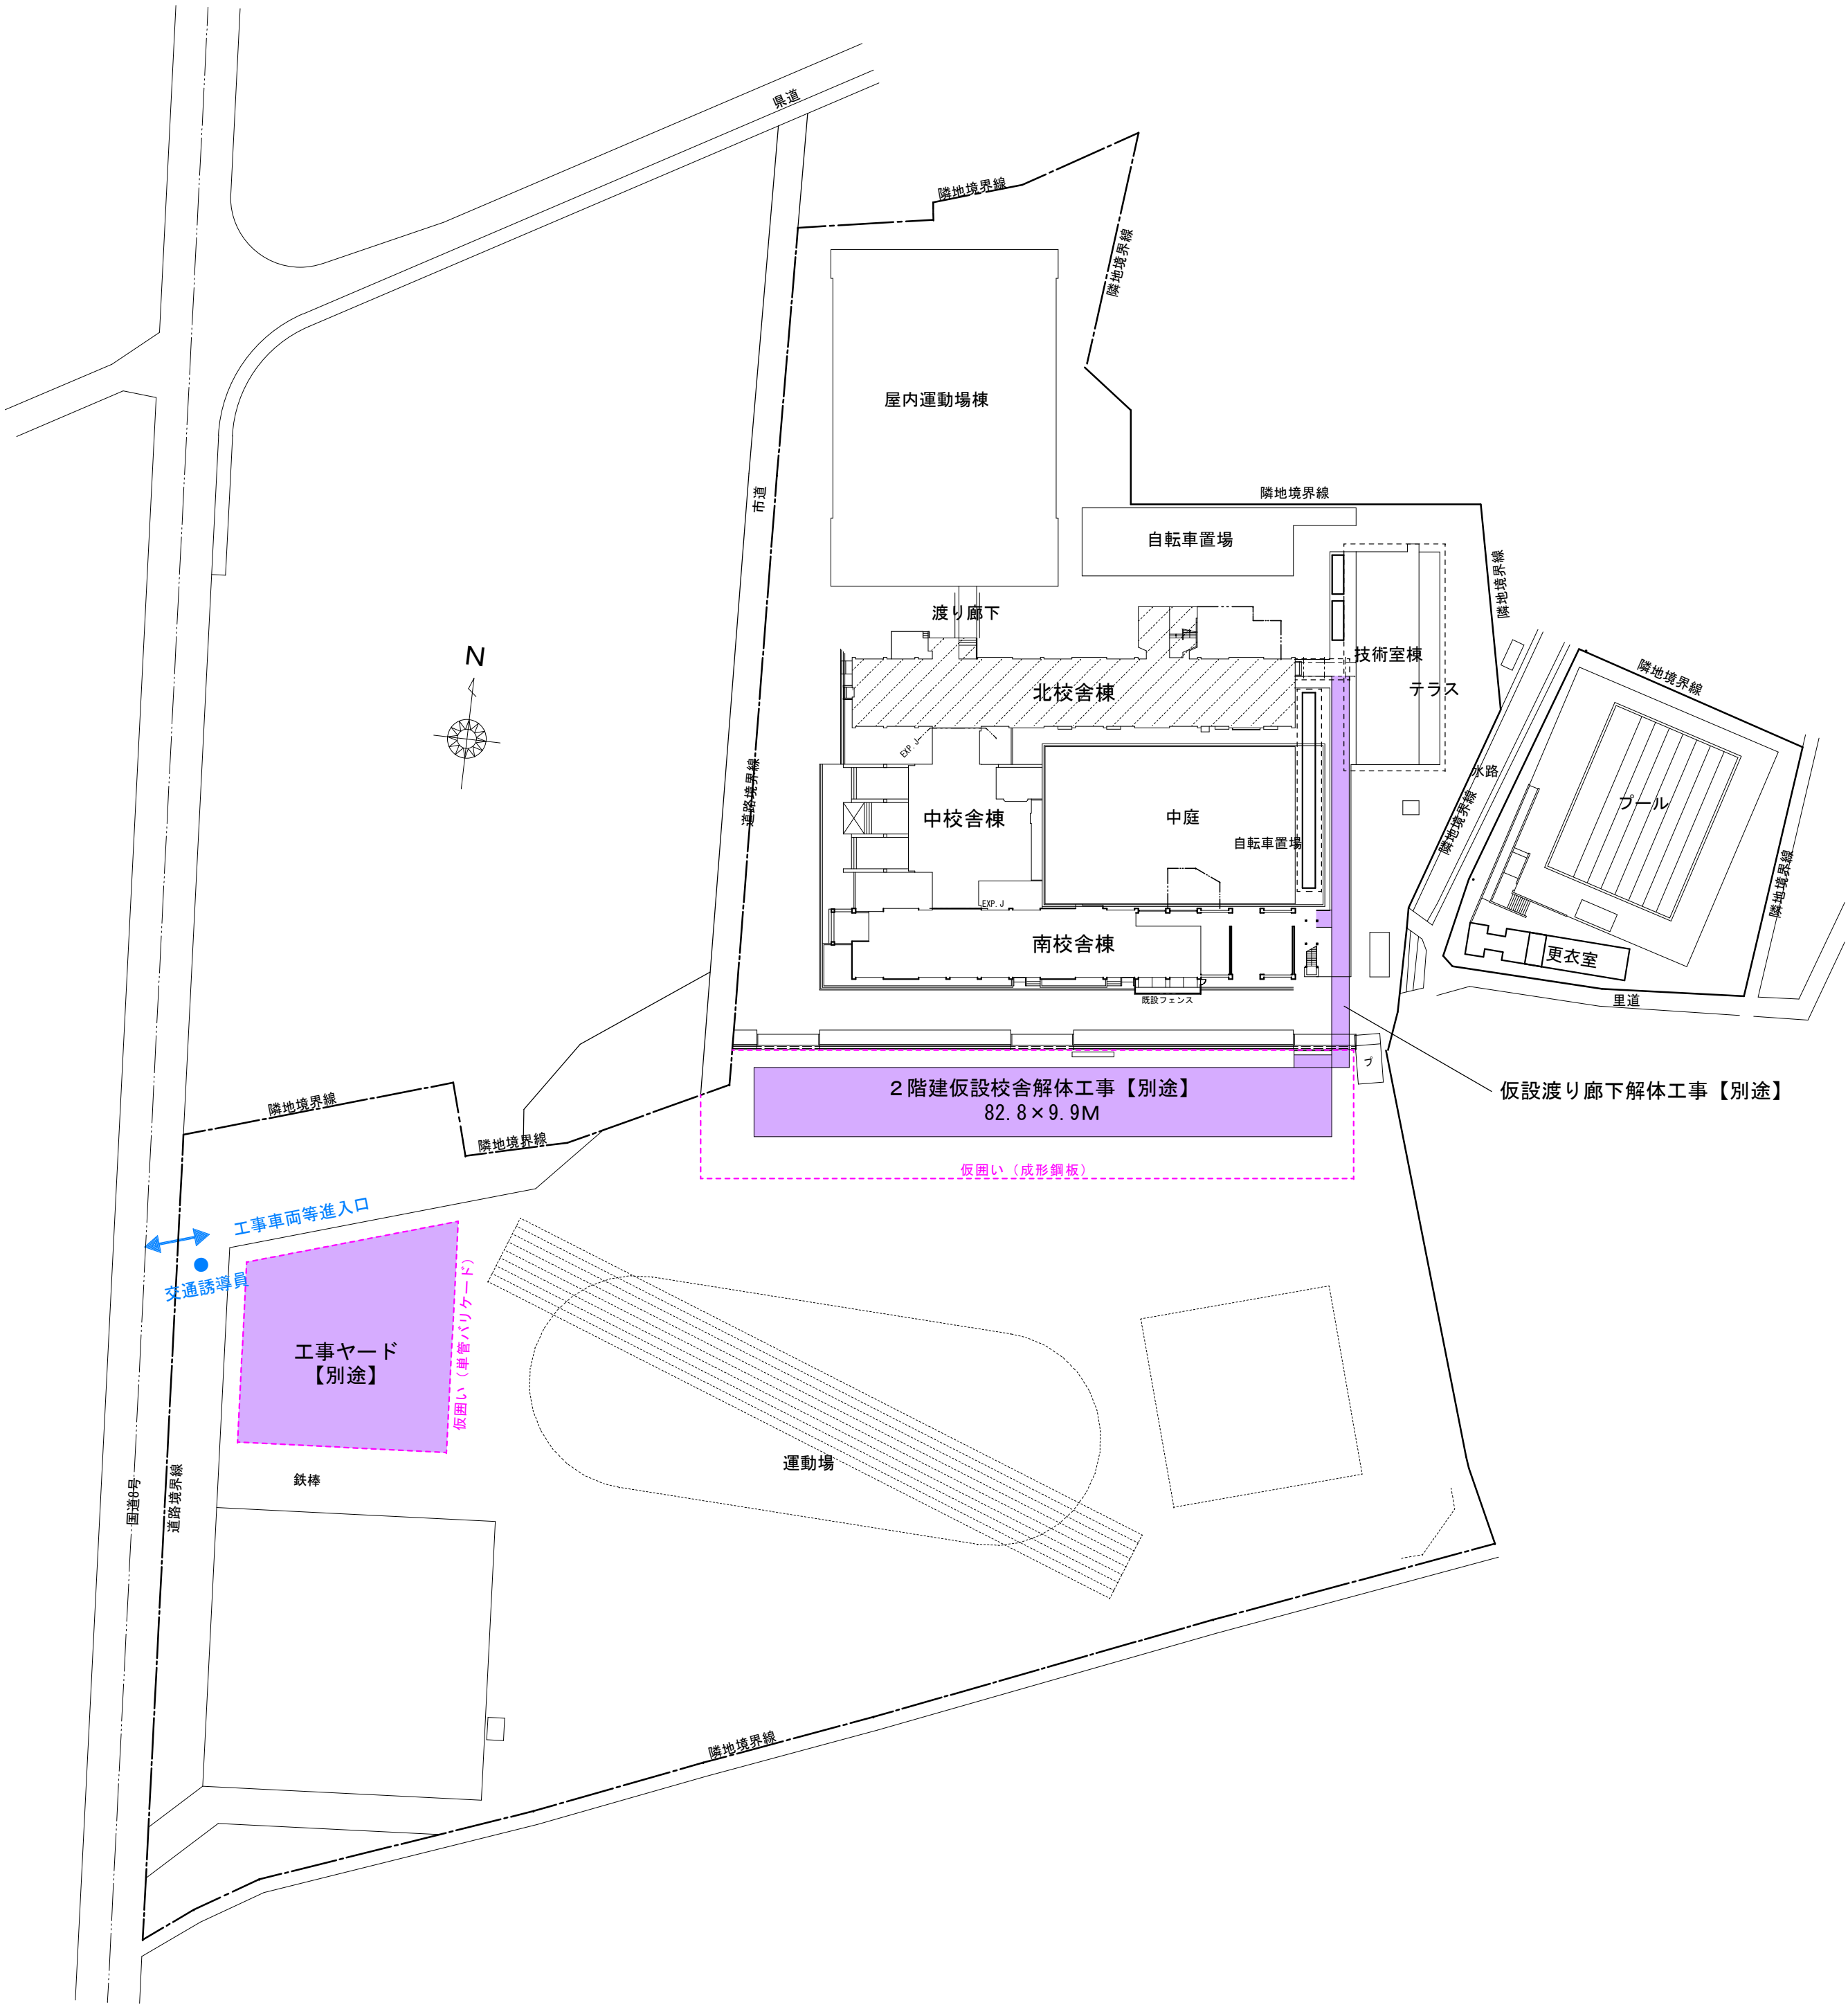 県道
隣地境界線
隣地境界線
屋内運動場棟
市道
隣地境界線
自転車置場
隣地境界線
渡り廊下
N
技術室棟
テラス
北校舎棟
隣地境界線
EXP.J
水路
プール
道路境界線
中校舎棟
中庭
自転車置場
隣地境界線
隣地境界線
EXP.J
南校舎棟
更衣室
既設フェンス
里道
プ
2階建仮設校舎解体工事【別途】
82.8×9.9M
仮設渡り廊下解体工事【別途】
隣地境界線
隣地境界線
仮囲い（成形鋼板）
工事車両等進入口
交通誘導員
工事ヤード
【別途】
仮囲い（単管バリケード）
運動場
鉄棒
国道8号
道路境界線
隣地境界線